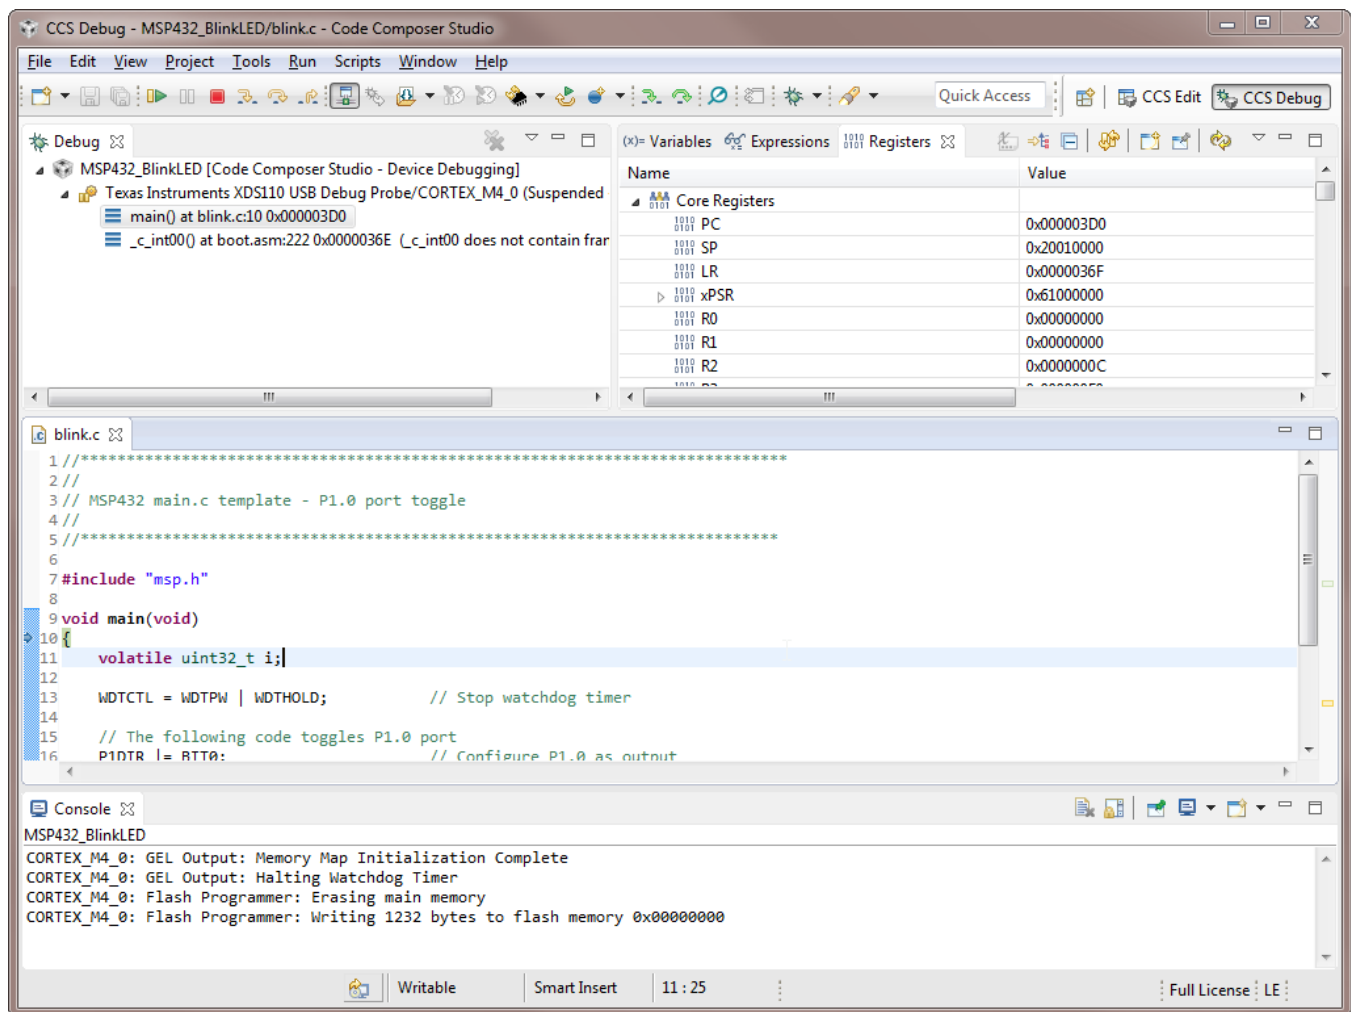 CCS Debug - MSP432_BlinkLED/blink.c - Code Composer Studio
File Edit View Project Tools Run Scripts Window Help
Quick Access CCS Edit CCS Debug
Debug
MSP432_BlinkLED [Code Composer Studio - Device Debugging]
Texas Instruments XDS110 USB Debug Probe/CORTEX_M4_0 (Suspended
main() at blink.c:10 0x000003D0
_c_int00() at boot.asm:222 0x0000036E (_c_int00 does not contain frar
(x)= Variables Expressions Registers
Name Value
Core Registers
PC 0x000003D0
SP 0x20010000
LR 0x0000036F
xPSR 0x61000000
R0 0x00000000
R1 0x00000000
R2 0x0000000C
blink.c
1 //*****************************************************************************
2 //
3 // MSP432 main.c template - P1.0 port toggle
4 //
5 //****************************************************************************
6
7 #include "msp.h"
8
9 void main(void)
10 {
11 volatile uint32_t i;
12
13 WDTCTL = WDTPW | WDTHOLD; // Stop watchdog timer
14
15 // The following code toggles P1.0 port
16 P1DIR |= BIT0; // Configure P1.0 as output
Console
MSP432_BlinkLED
CORTEX_M4_0: GEL Output: Memory Map Initialization Complete
CORTEX_M4_0: GEL Output: Halting Watchdog Timer
CORTEX_M4_0: Flash Programmer: Erasing main memory
CORTEX_M4_0: Flash Programmer: Writing 1232 bytes to flash memory 0x00000000
Writable Smart Insert 11 : 25 Full License LE